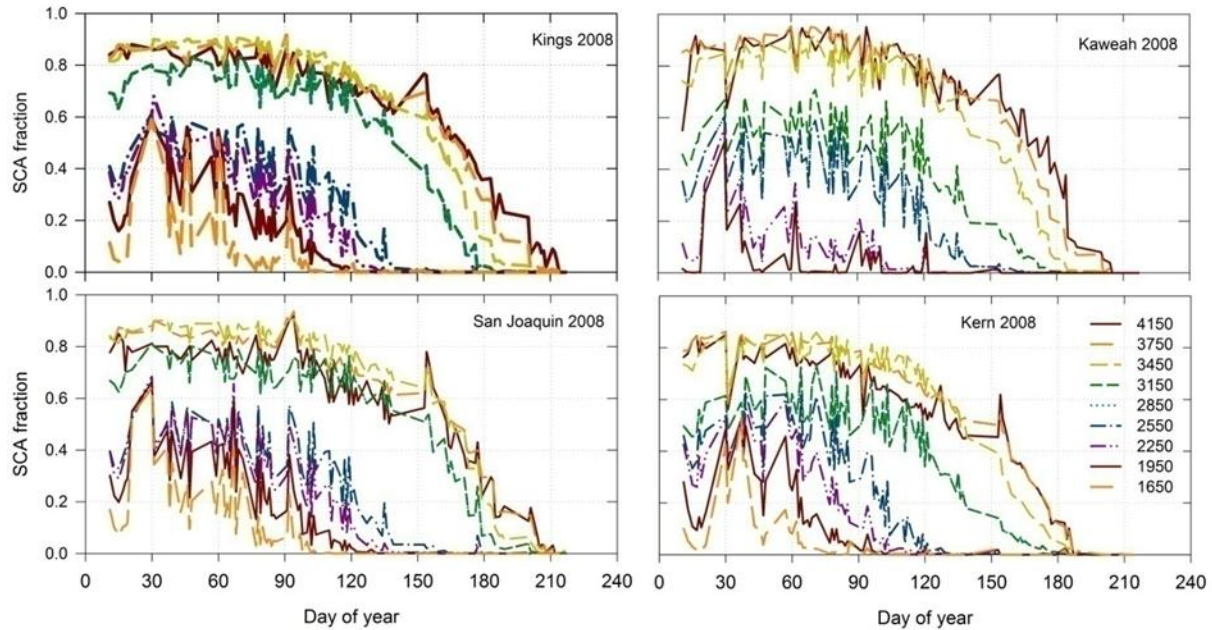 SCA fraction
1.0
0.8
0.6
0.4
0.2
0.0
Kings 2008
Kaweah 2008
SCA fraction
1.0
0.8
0.6
0.4
0.2
0.0
San Joaquin 2008
Kern 2008
4150
3750
3450
3150
2850
2550
2250
1950
1650
0 30 60 90 120 150 180 210 240
0 30 60 90 120 150 180 210 240
Day of year
Day of year